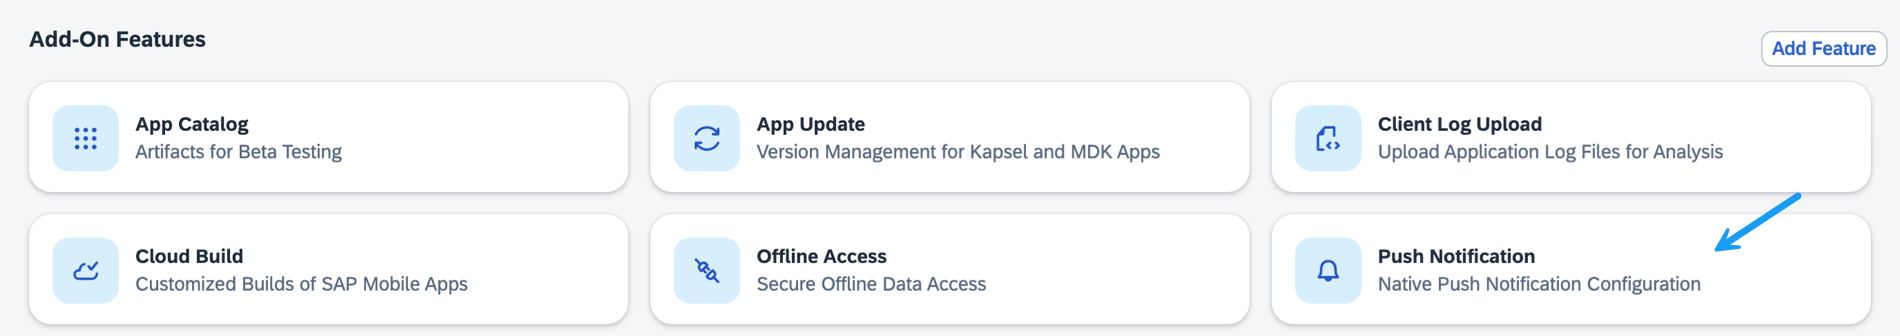 Add-On Features
Add Feature
App Catalog
Artifacts for Beta Testing
App Update
Version Management for Kapsel and MDK Apps
Client Log Upload
Upload Application Log Files for Analysis
Cloud Build
Customized Builds of SAP Mobile Apps
Offline Access
Secure Offline Data Access
Push Notification
Native Push Notification Configuration